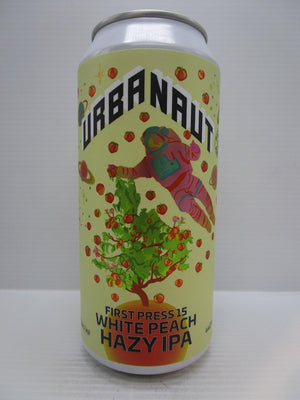 URBANAUT
FIRST PRESS 15
WHITE PEACH
HAZY IPA